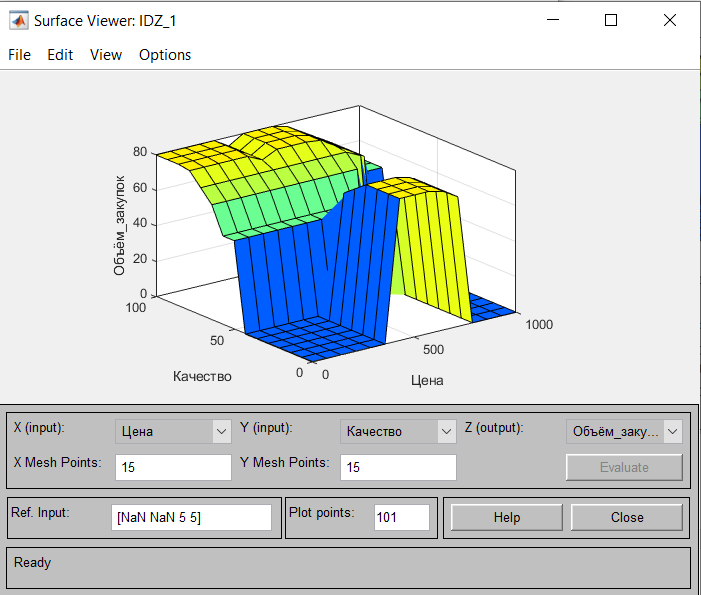 Surface Viewer: IDZ_1
File Edit View Options
80
60
40
20
0
Объём_закупок
100
50
0
Качество
0
500
1000
Цена
X (input): Цена Y (input): Качество Z (output): Объём_заку...
X Mesh Points: 15 Y Mesh Points: 15 Evaluate
Ref. Input: [NaN NaN 5 5] Plot points: 101 Help Close
Ready